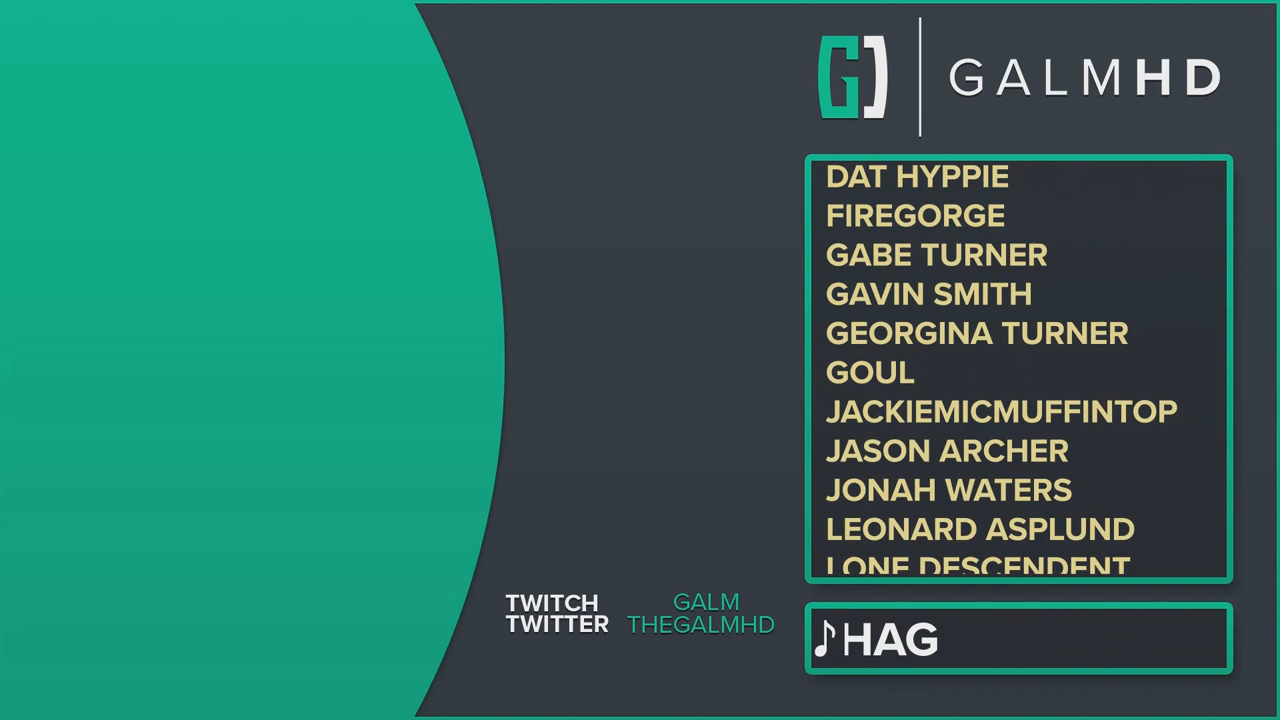 G
GALMHD
DAT HYPPIE
FIREGORGE
GABE TURNER
GAVIN SMITH
GEORGINA TURNER
GOUL
JACKIEMICMUFFINTOP
JASON ARCHER
JONAH WATERS
LEONARD ASPLUND
LONE DESCENDENT
TWITCH GALM
TWITTER THEGALMHD
♪HAG